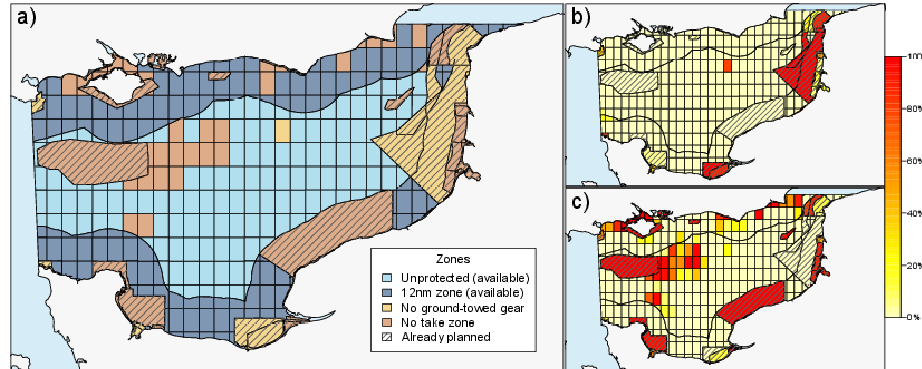 a)
Zones
Unprotected (available)
12nm zone (available)
No ground-towed gear
No take zone
Already planned
b)
c)
80%
60%
40%
20%
0%